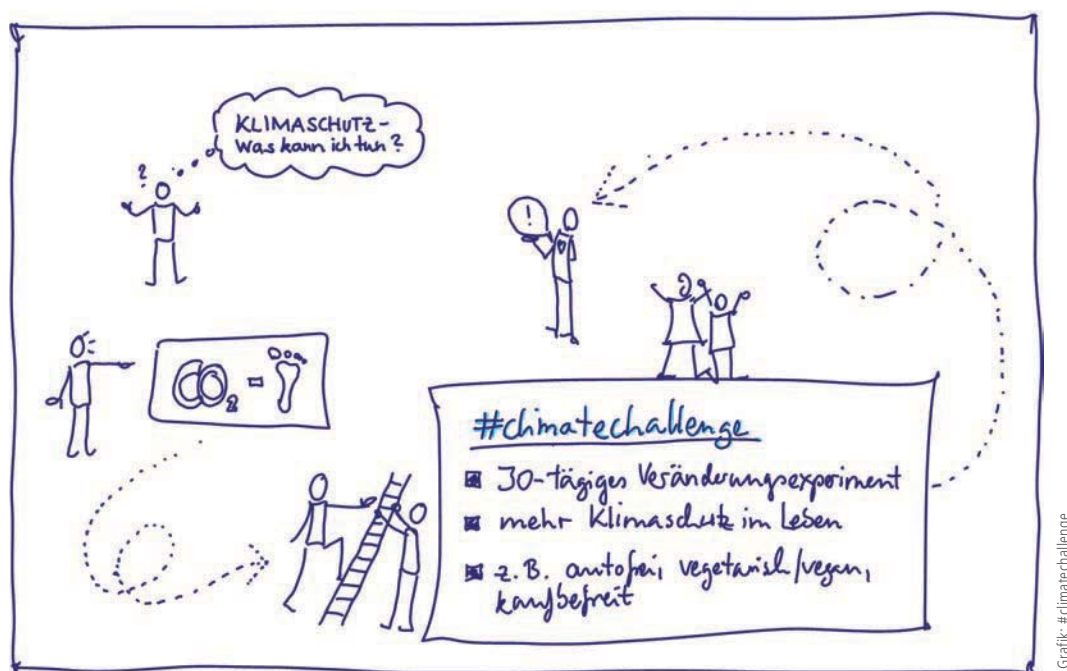 KLIMASCHUTZ -
Was kann ich tun?
?
!
CO2 - 
#climatechallenge
30-tägiges Veränderungsexperiment
mehr Klimaschutz im Leben
z.B. autofrei, vegetarisch/vegan,
kaufbefreit
Grafik: #climatechallenge